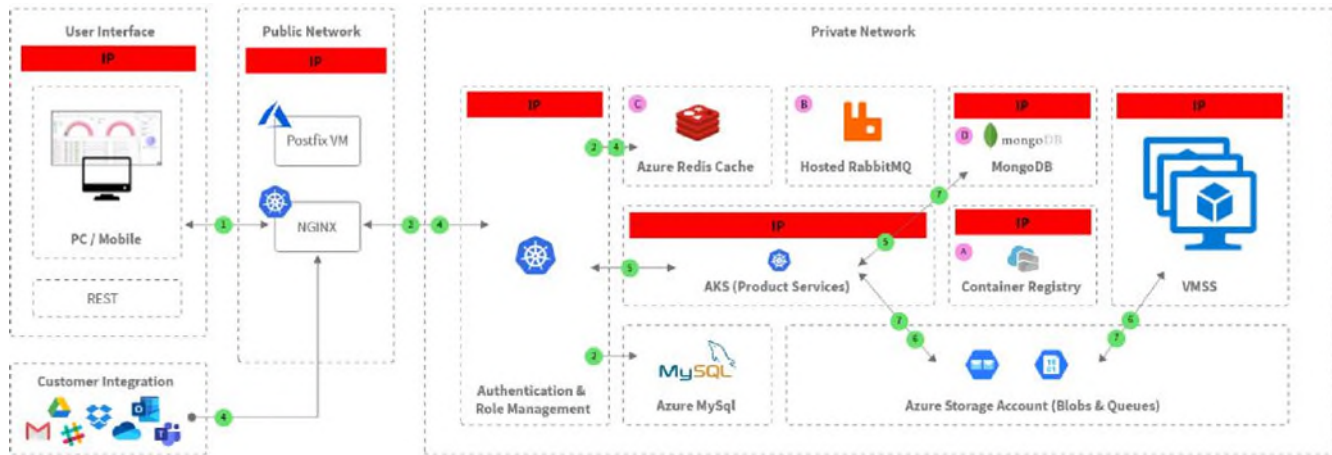 User Interface
IP
PC / Mobile
REST
Customer Integration
4
1
Public Network
IP
Postfix VM
NGINX
2 4
Private Network
IP
Authentication &
Role Management
2 4
C
Azure Redis Cache
B
Hosted RabbitMQ
IP
D
mongoDB
MongoDB
IP
VMSS
IP
AKS (Product Services)
5
7
5
IP
A
Container Registry
7
6
6
7
2
MySQL
Azure MySql
Azure Storage Account (Blobs & Queues)